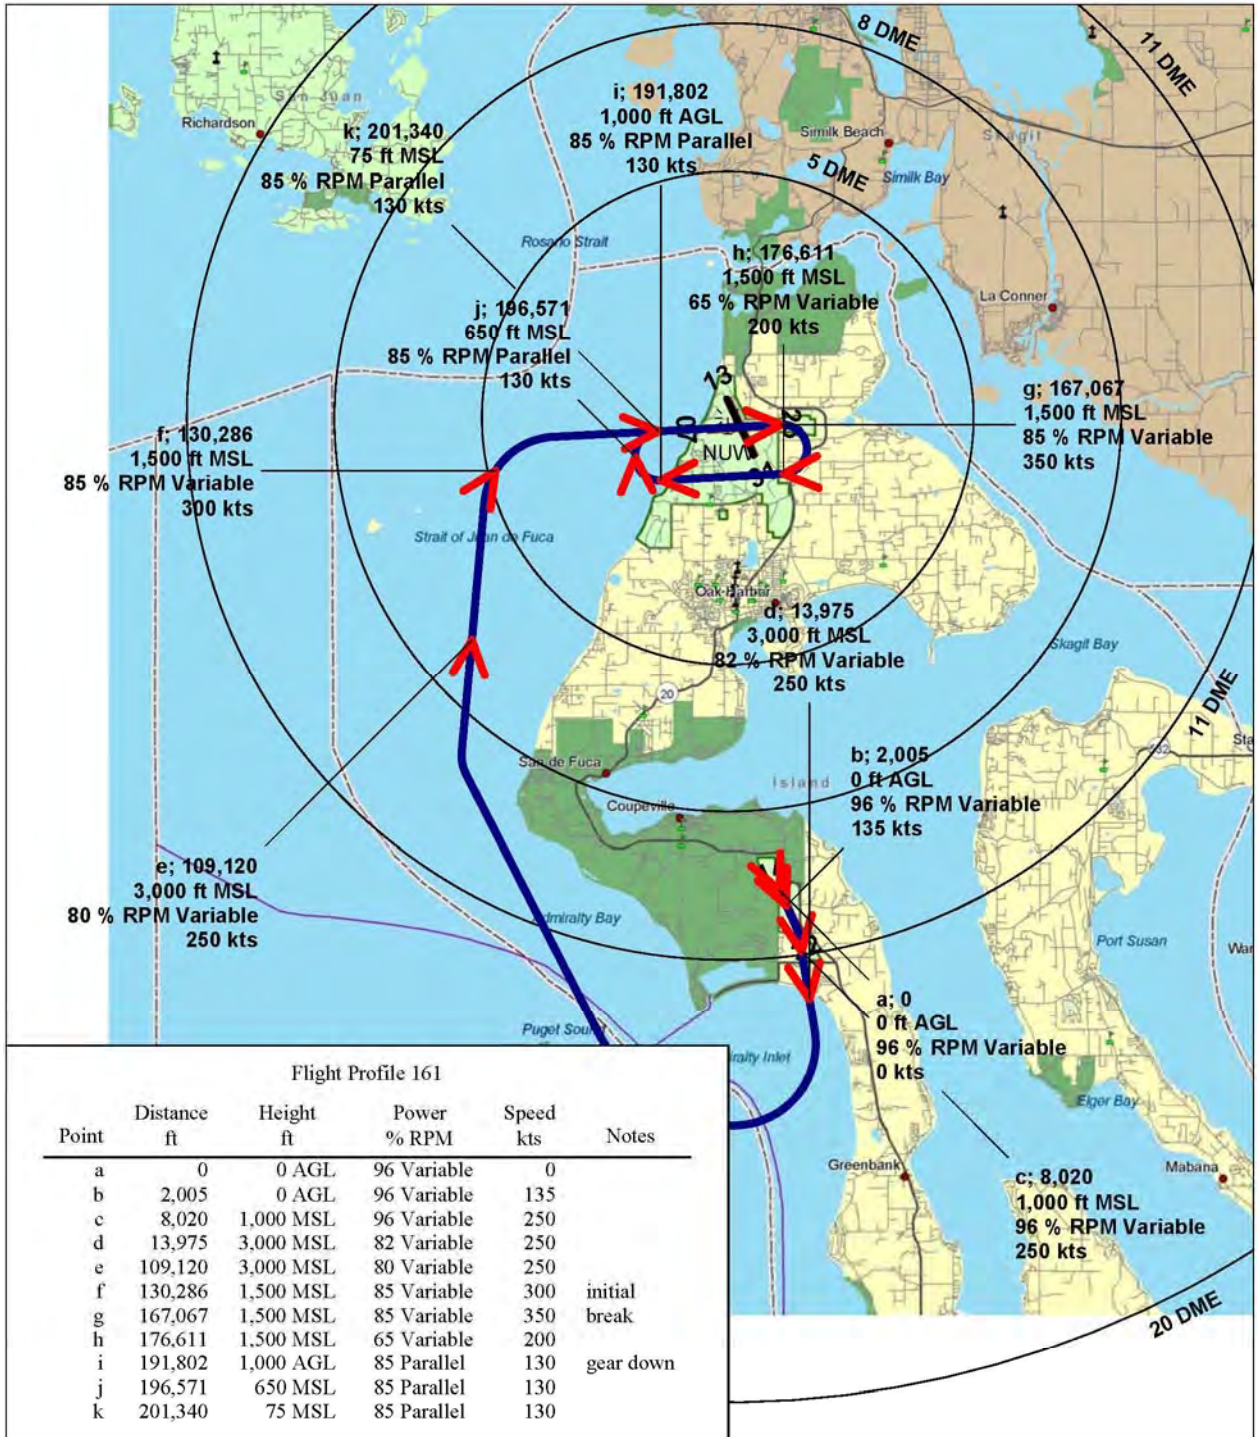 8 DME
11 DME
San Juan
Richardson
k; 201,340
75 ft MSL
85 % RPM Parallel
130 kts
i; 191,802
1,000 ft AGL
85 % RPM Parallel
130 kts
Similk Beach
Skagit
5 DME
Similk Bay
Rosario Strait
h; 176,611
1,500 ft MSL
65 % RPM Variable
200 kts
La Conner
j; 196,571
650 ft MSL
85 % RPM Parallel
130 kts
13
07
25
NUW
31
g; 167,067
1,500 ft MSL
85 % RPM Variable
350 kts
f; 130,286
1,500 ft MSL
85 % RPM Variable
300 kts
Strait of Juan de Fuca
Oak Harbor
d; 13,975
3,000 ft MSL
82 % RPM Variable
250 kts
Skagit Bay
20
11 DME
532
Sta
San de Fuca
Island
Coupeville
b; 2,005
0 ft AGL
96 % RPM Variable
135 kts
e; 109,120
3,000 ft MSL
80 % RPM Variable
250 kts
14
Admiralty Bay
Port Susan
War
a; 0
0 ft AGL
96 % RPM Variable
0 kts
Puget Sound
ralty Inlet
Elger Bay
Greenbank
Mabana
c; 8,020
1,000 ft MSL
96 % RPM Variable
250 kts
20 DME
Flight Profile 161
Distance Height Power Speed
Point ft ft % RPM kts Notes
a 0 0 AGL 96 Variable 0
b 2,005 0 AGL 96 Variable 135
c 8,020 1,000 MSL 96 Variable 250
d 13,975 3,000 MSL 82 Variable 250
e 109,120 3,000 MSL 80 Variable 250
f 130,286 1,500 MSL 85 Variable 300 initial
g 167,067 1,500 MSL 85 Variable 350 break
h 176,611 1,500 MSL 65 Variable 200
i 191,802 1,000 AGL 85 Parallel 130 gear down
j 196,571 650 MSL 85 Parallel 130
k 201,340 75 MSL 85 Parallel 130